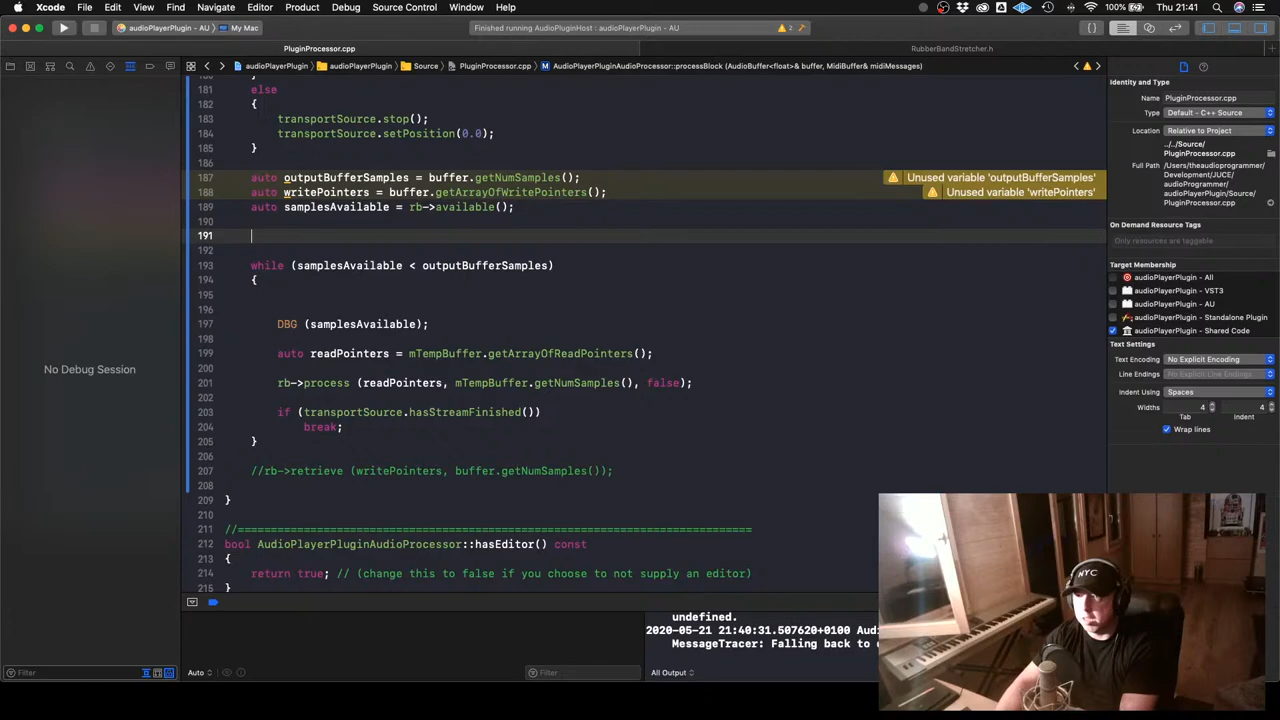 Xcode File Edit View Find Navigate Editor Product Debug Source Control Window Help 100% Thu 21:41
audioPlayerPlugin - AU My Mac Finished running AudioPluginHost : audioPlayerPlugin - AU 2
PluginProcessor.cpp RubberBandStretcher.h
audioPlayerPlugin audioPlayerPlugin Source PluginProcessor.cpp AudioPlayerPluginAudioProcessor::processBlock (AudioBuffer<float>& buffer, MidiBuffer& midiMessages)
181 else
182 {
183 transportSource.stop();
184 transportSource.setPosition(0.0);
185 }
186
187 auto outputBufferSamples = buffer.getNumSamples(); Unused variable 'outputBufferSamples'
188 auto writePointers = buffer.getArrayOfWritePointers(); Unused variable 'writePointers'
189 auto samplesAvailable = rb->available();
190
191
192
193 while (samplesAvailable < outputBufferSamples)
194 {
195
196
197 DBG (samplesAvailable);
198
199 auto readPointers = mTempBuffer.getArrayOfReadPointers();
200
201 rb->process (readPointers, mTempBuffer.getNumSamples(), false);
202
203 if (transportSource.hasStreamFinished())
204 break;
205 }
206
207 //rb->retrieve (writePointers, buffer.getNumSamples());
208
209 }
210
211 //==============================================================================
212 bool AudioPlayerPluginAudioProcessor::hasEditor() const
213 {
214 return true; // (change this to false if you choose to not supply an editor)
215 }
No Debug Session
Filter
Auto
Filter
All Output
undefined.
2020-05-21 21:40:31.507620+0100
MessageTracer: Falling back to
Identity and Type
Name PluginProcessor.cpp
Type Default - C++ Source
Location Relative to Project
../../Source/
PluginProcessor.cpp
Full Path /Users/theaudioprogrammer/
Development/JUCE/
audioProgrammer/
audioPlayerPlugin/Source/
PluginProcessor.cpp
On Demand Resource Tags
Only resources are taggable
Target Membership
audioPlayerPlugin - All
audioPlayerPlugin - VST3
audioPlayerPlugin - AU
audioPlayerPlugin - Standalone Plugin
audioPlayerPlugin - Shared Code
Text Settings
Text Encoding No Explicit Encoding
Line Endings No Explicit Line Endings
Indent Using Spaces
Widths 4 4
Tab Indent
Wrap lines
NYC